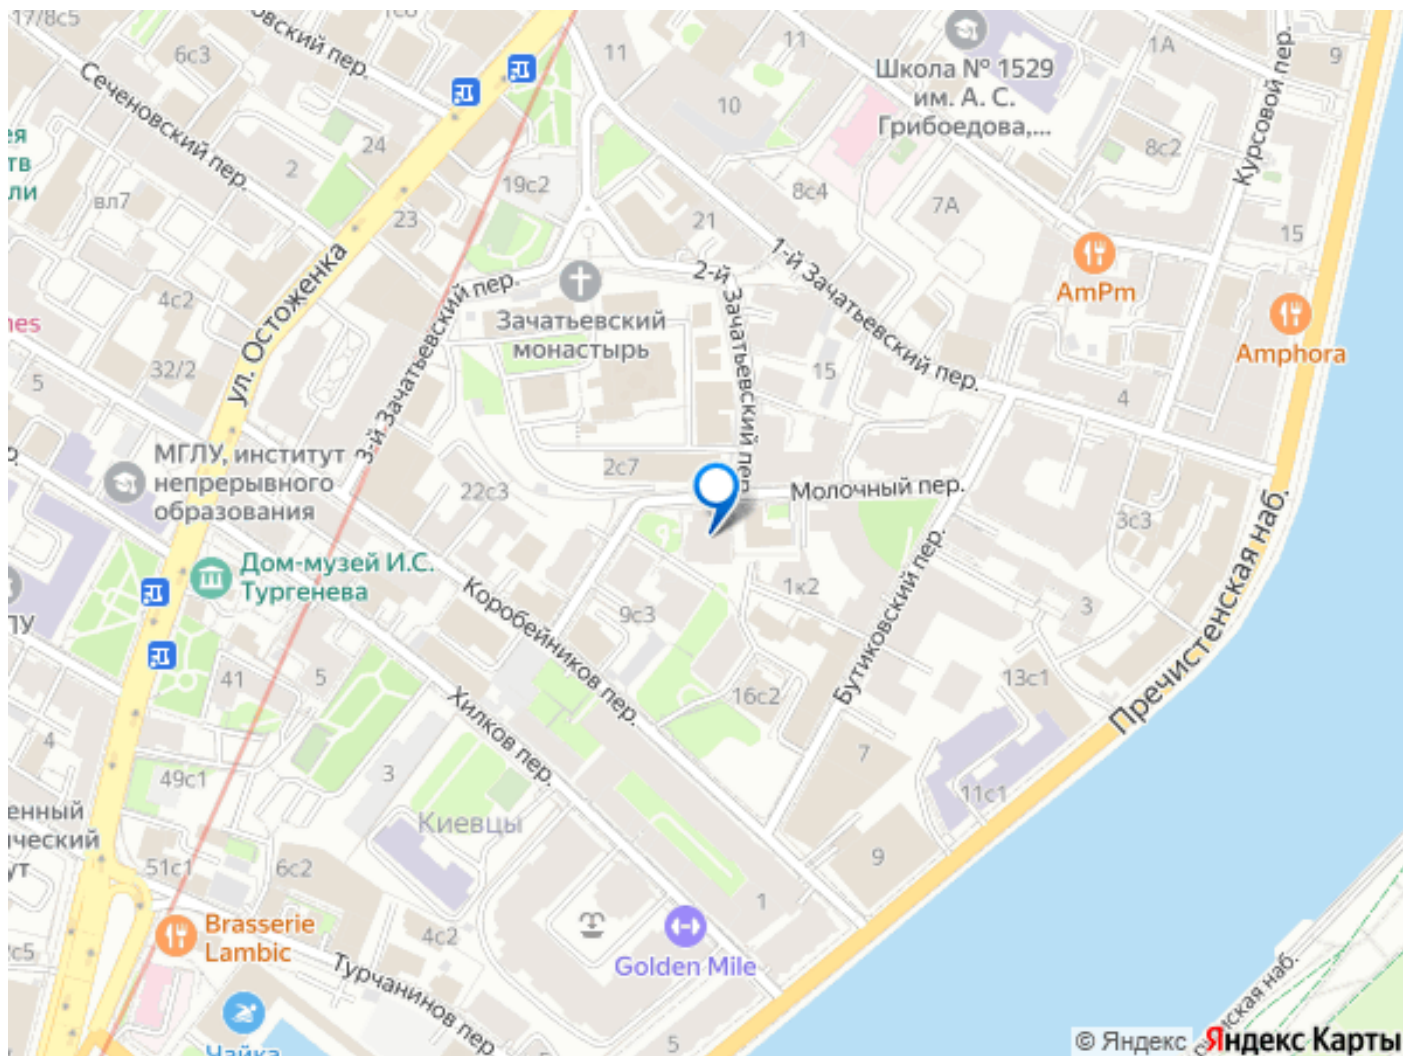 17/8с5
6с3
Сеченовский пер.
11
11
10
Школа № 1529
им. А. С.
Грибоедова,...
1А
9
Курсовой пер.
8с2
24
2
вл7
19с2
23
21
8с4
7А
15
1-й Зачатьевский пер.
2-й Зачатьевский пер.
AmPm
Amphora
ул. Остоженка
4с2
32/2
5
3-й Зачатьевский пер.
Зачатьевский
монастырь
15
4
МГЛУ, институт
непрерывного
образования
22с3
2с7
Молочный пер.
3с3
Пречистенская наб.
Дом-музей И.С.
Тургенева
Коробейников пер.
9с3
1к2
Бутиковский пер.
3
41
5
16с2
13с1
Хилков пер.
4
49с1
3
7
11с1
Киевцы
9
51с1
6с2
1
Brasserie
Lambic
4с2
Golden Mile
Турчанинов пер.
5
Чайка
© Яндекс
Яндекс Карты